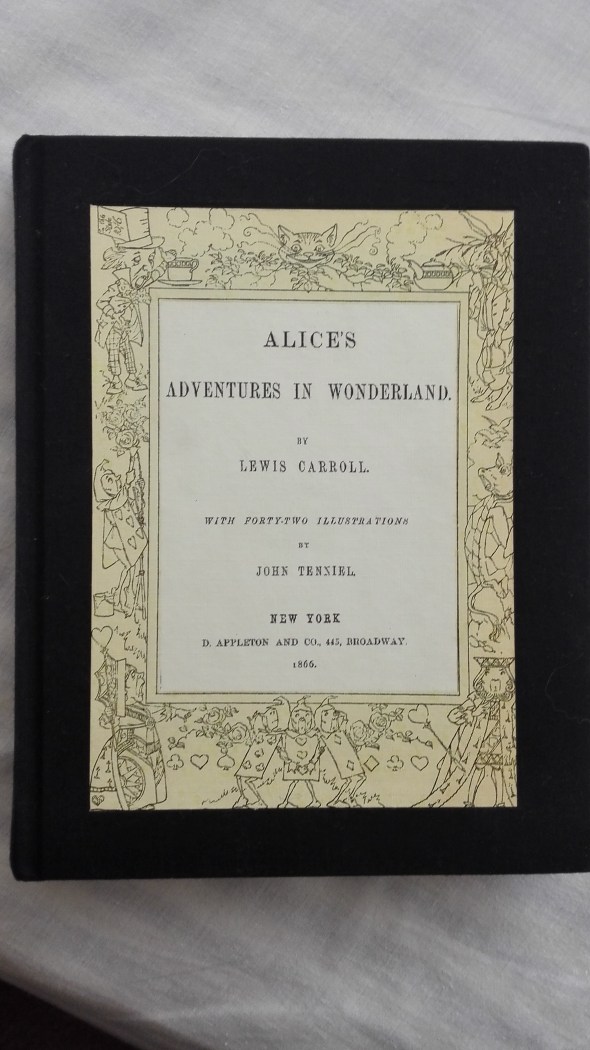 ALICE'S
ADVENTURES IN WONDERLAND.
BY
LEWIS CARROLL.
WITH FORTY-TWO ILLUSTRATIONS
BY
JOHN TENNIEL.
NEW YORK
D. APPLETON AND CO., 445, BROADWAY.
1866.